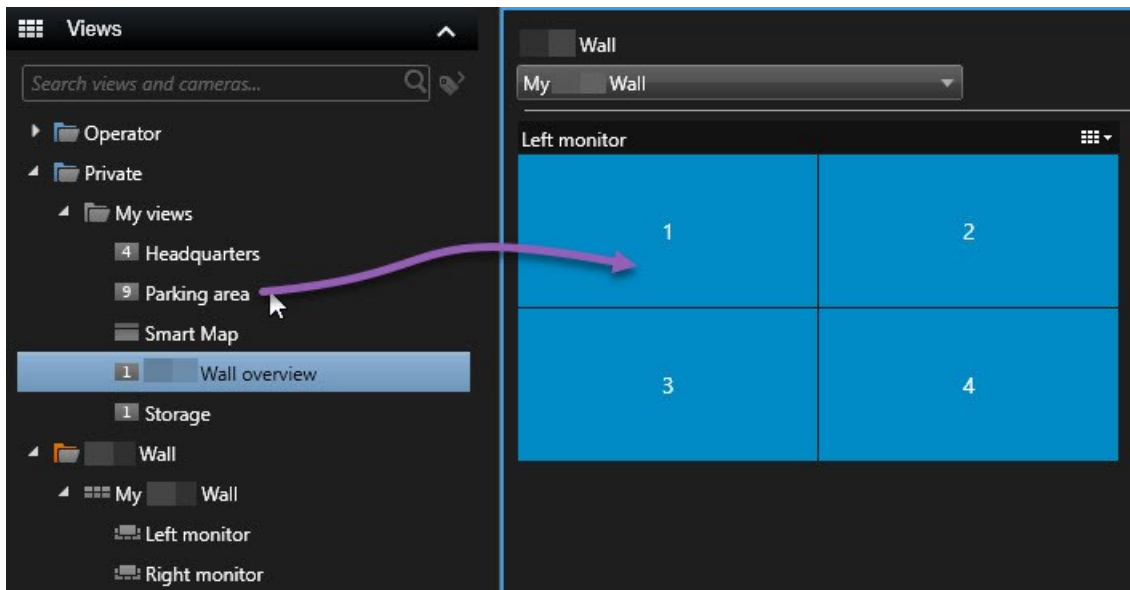 Views
Search views and cameras...
Operator
Private
My views
4 Headquarters
9 Parking area
Smart Map
1 Wall overview
1 Storage
Wall
My Wall
Left monitor
Right monitor
Wall
My Wall
Left monitor
1 2
3 4